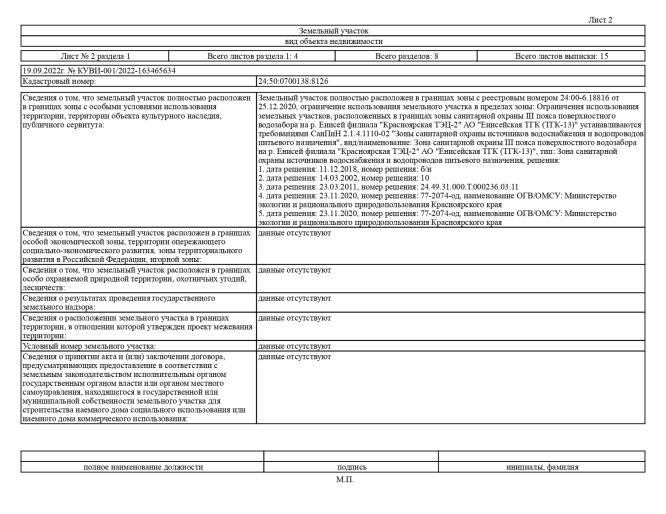 Лист 2
Земельный участок
вид объекта недвижимости
Лист № 2 раздела 1
Всего листов раздела 1: 4
Всего разделов: 8
Всего листов выписки: 15
19.09.2022г. № КУВИ-001/2022-163465634
Кадастровый номер:
24:50:0700138:8126
Сведения о том, что земельный участок полностью расположен
в границах зоны с особыми условиями использования
территории, территории объекта культурного наследия,
публичного сервитута:
Земельный участок полностью расположен в границах зоны с реестровым номером 24:00-6.18816 от
25.12.2020, ограничение использования земельного участка в пределах зоны: Ограничения использования
земельных участков, расположенных в границах зоны санитарной охраны III пояса поверхностного
водозабора на р. Енисей филиала "Красноярская ТЭЦ-2" АО "Енисейская ТГК (ТГК-13)" устанавливаются
требованиями СанПиН 2.1.4.1110-02 "Зоны санитарной охраны источников водоснабжения и водопроводов
питьевого назначения", вид/наименование: Зона санитарной охраны III пояса поверхностного водозабора
на р. Енисей филиала "Красноярская ТЭЦ-2" АО "Енисейская ТГК (ТГК-13)", тип: Зона санитарной
охраны источников водоснабжения и водопроводов питьевого назначения, решения:
1. дата решения: 11.12.2018, номер решения: б/н
2. дата решения: 14.03.2002, номер решения: 10
3. дата решения: 23.03.2011, номер решения: 24.49.31.000.Т.000236.03.11
4. дата решения: 23.11.2020, номер решения: 77-2074-од, наименование ОГВ/ОМСУ: Министерство
экологии и рационального природопользования Красноярского края
5. дата решения: 23.11.2020, номер решения: 77-2074-од, наименование ОГВ/ОМСУ: Министерство
экологии и рационального природопользования Красноярского края
Сведения о том, что земельный участок расположен в границах
особой экономической зоны, территории опережающего
социально-экономического развития, зоны территориального
развития в Российской Федерации, игорной зоны:
данные отсутствуют
Сведения о том, что земельный участок расположен в границах
особо охраняемой природной территории, охотничьих угодий,
лесничеств:
данные отсутствуют
Сведения о результатах проведения государственного
земельного надзора:
данные отсутствуют
Сведения о расположении земельного участка в границах
территории, в отношении которой утвержден проект межевания
территории:
данные отсутствуют
Условный номер земельного участка:
данные отсутствуют
Сведения о принятии акта и (или) заключении договора,
предусматривающих предоставление в соответствии с
земельным законодательством исполнительным органом
государственным органом власти или органом местного
самоуправления, находящегося в государственной или
муниципальной собственности земельного участка для
строительства наемного дома социального использования или
наемного дома коммерческого использования:
данные отсутствуют
полное наименование должности
подпись
инициалы, фамилия
М.П.